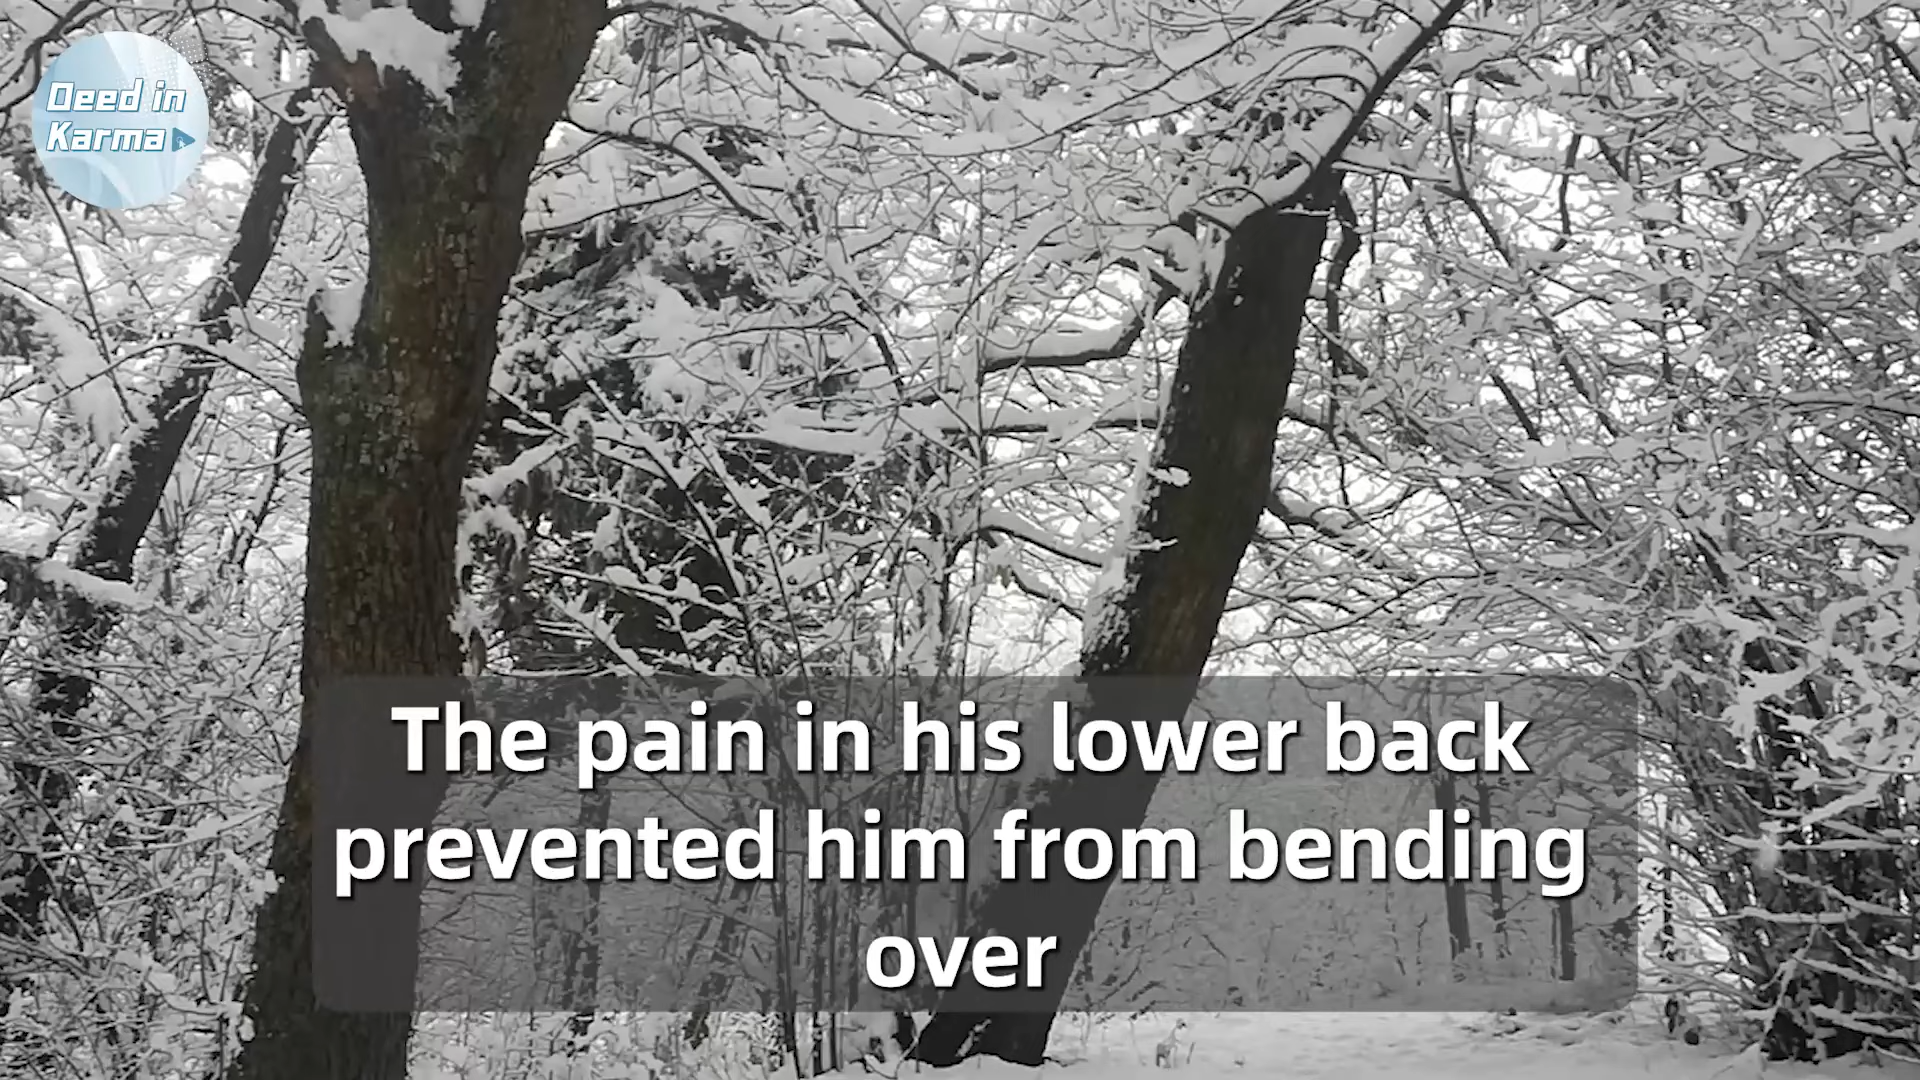 Deed in
Karma
The pain in his lower back
prevented him from bending
over